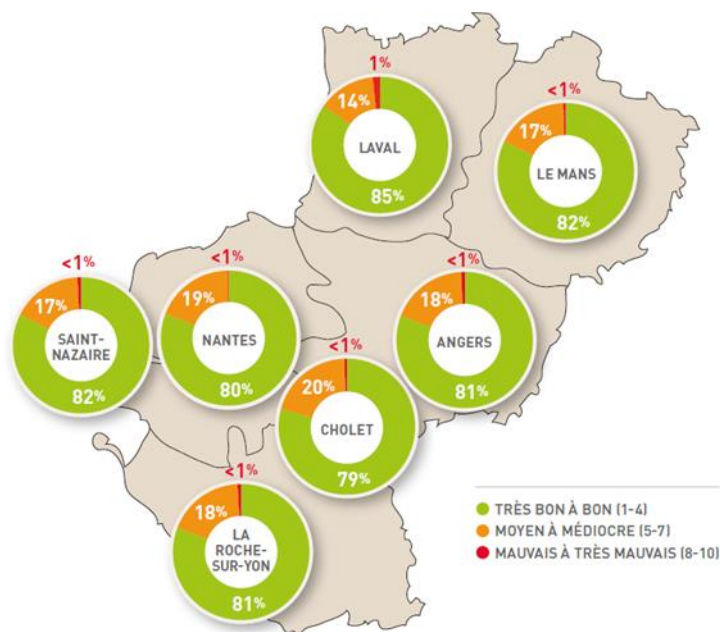 1%
14%
LAVAL
85%
<1%
17%
LE MANS
82%
<1%
17%
SAINT-
NAZAIRE
82%
<1%
19%
NANTES
80%
<1%
18%
ANGERS
81%
<1%
20%
CHOLET
79%
<1%
18%
LA
ROCHE-
SUR-YON
81%
TRÈS BON À BON (1-4)
MOYEN À MÉDIOCRE (5-7)
MAUVAIS À TRÈS MAUVAIS (8-10)